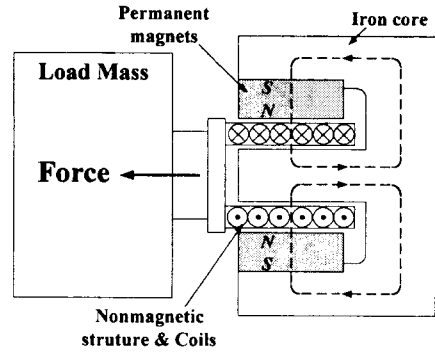 Permanent
magnets
Iron core
Load Mass
S
N
Force
N
S
Nonmagnetic
struture & Coils